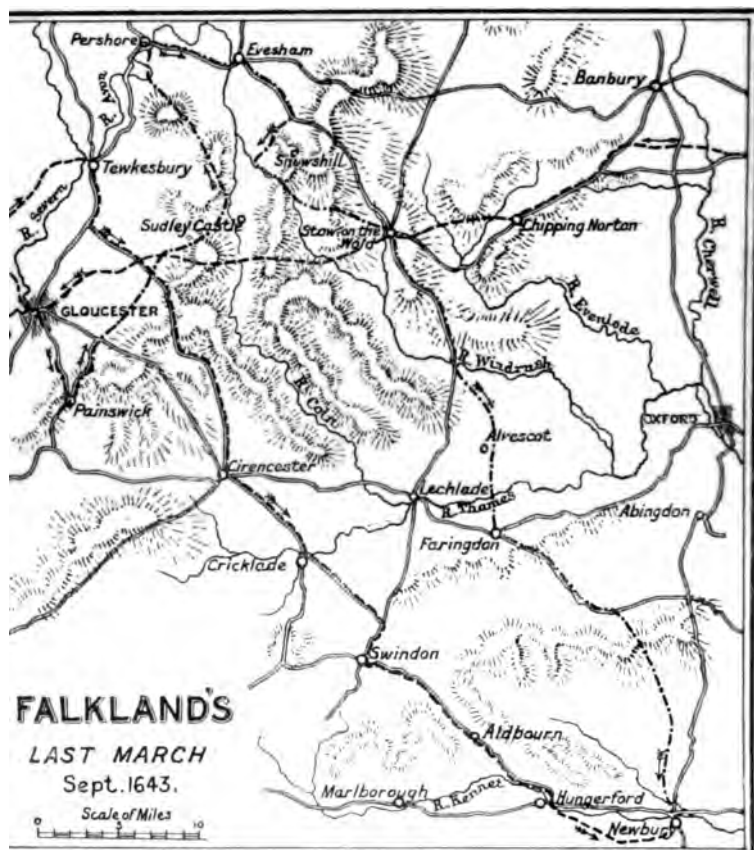 Pershore
Evesham
Banbury
R. Avon
Tewkesbury
Snowshill
R. Severn
Sudley Castle
Stow-on-the
Wold
Chipping Norton
R. Cherwell
GLOUCESTER
R. Evenlode
R. Windrush
Painswick
R. Coln
OXFORD
Alvescot
Cirencester
Lechlade
R. Thames
Abingdon
Faringdon
Cricklade
Swindon
FALKLAND'S
LAST MARCH
Sept. 1643.
Aldbourn
Scale of Miles
0 5 10
Marlborough
R. Kennet
Hungerford
Newbury